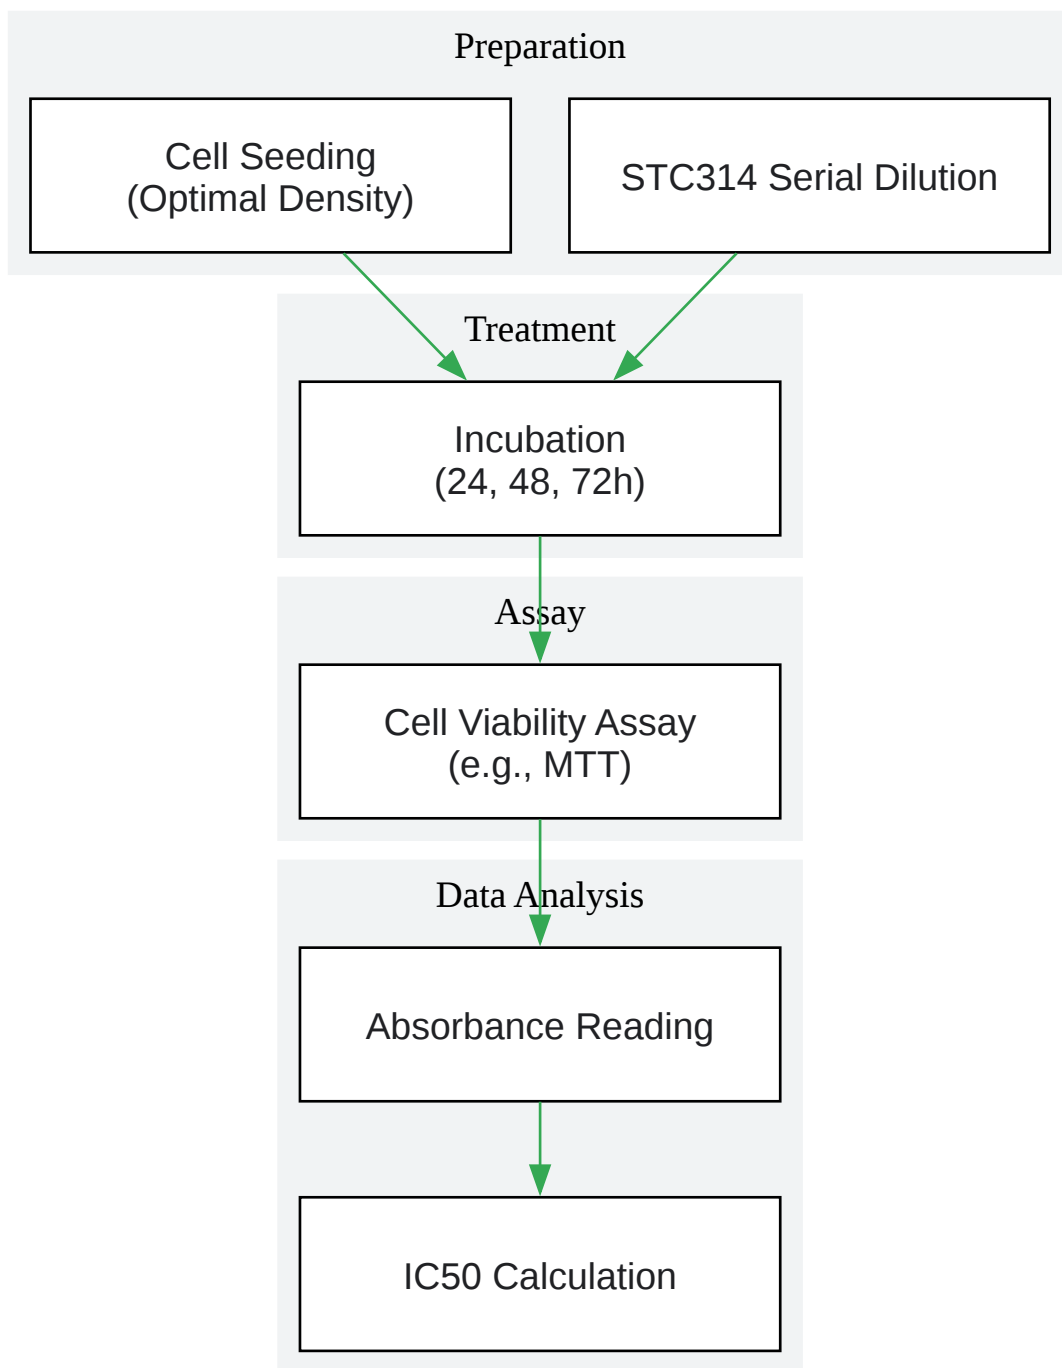 Preparation
Cell Seeding
(Optimal Density)
STC314 Serial Dilution
Treatment
Incubation
(24, 48, 72h)
Assay
Cell Viability Assay
(e.g., MTT)
Data Analysis
Absorbance Reading
IC50 Calculation